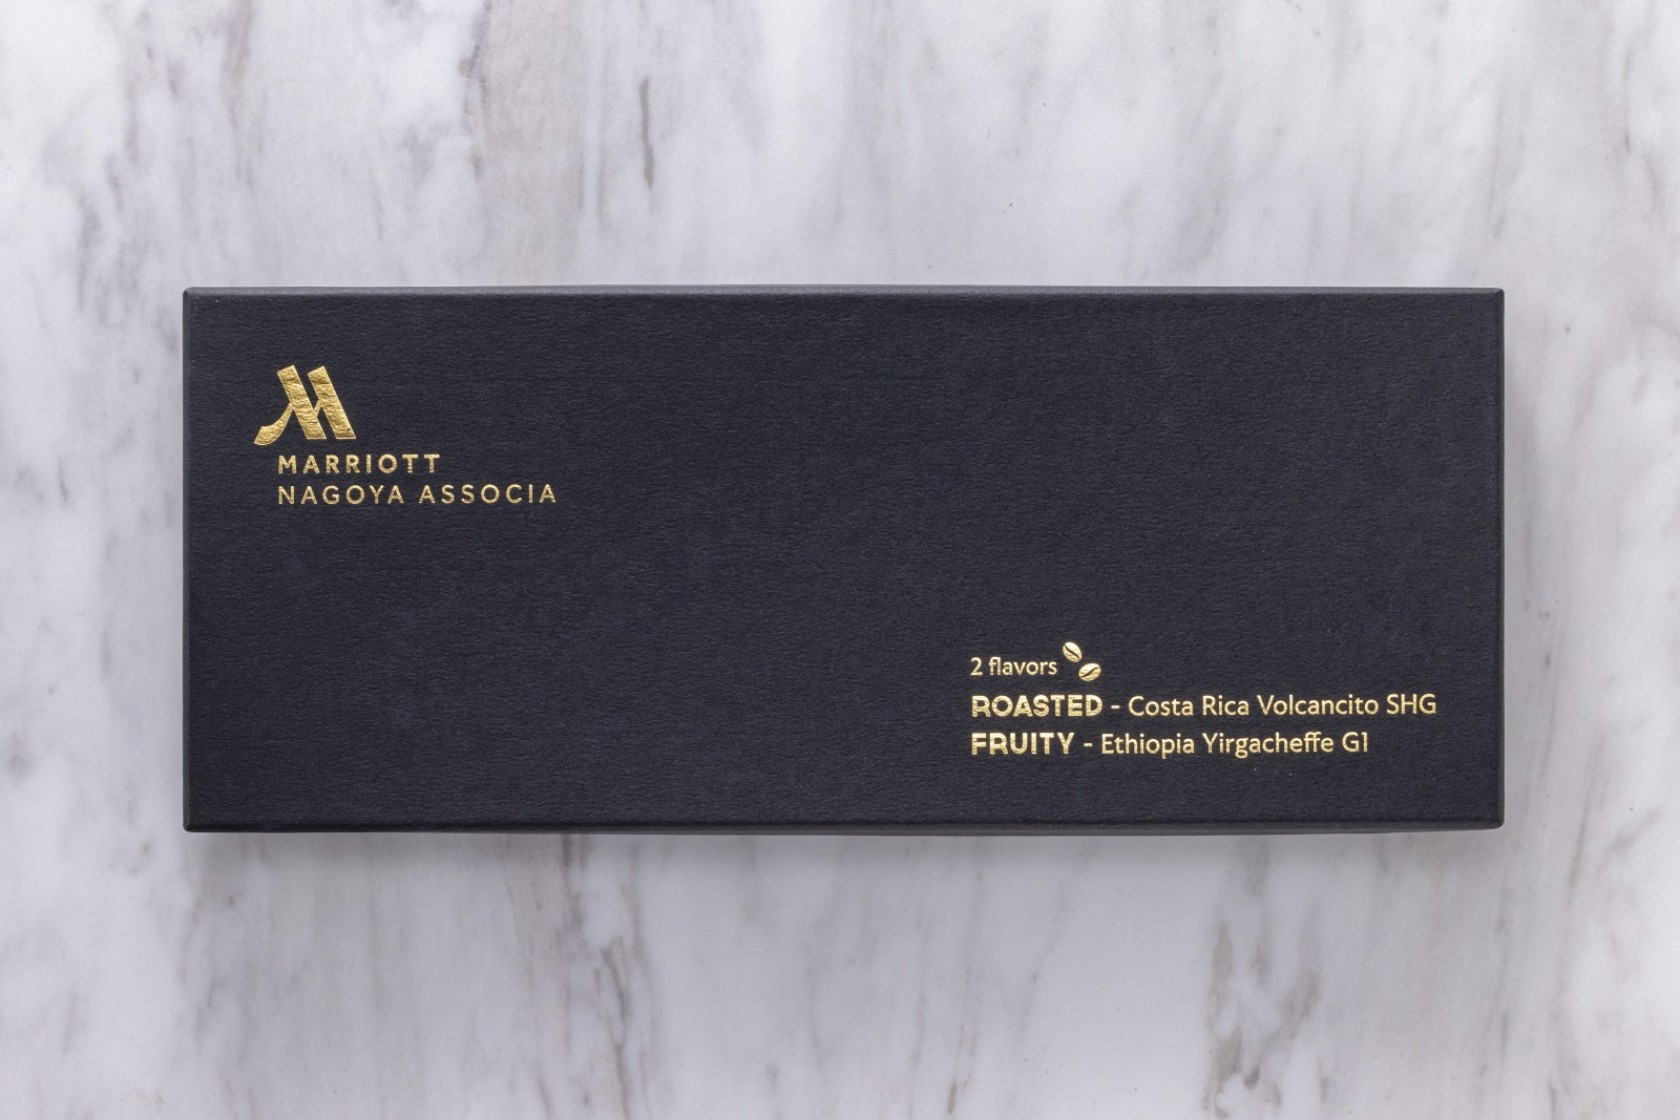 MARRIOTT
NAGOYA ASSOCIA
2 flavors
ROASTED - Costa Rica Volcancito SHG
FRUITY - Ethiopia Yirgacheffe G1